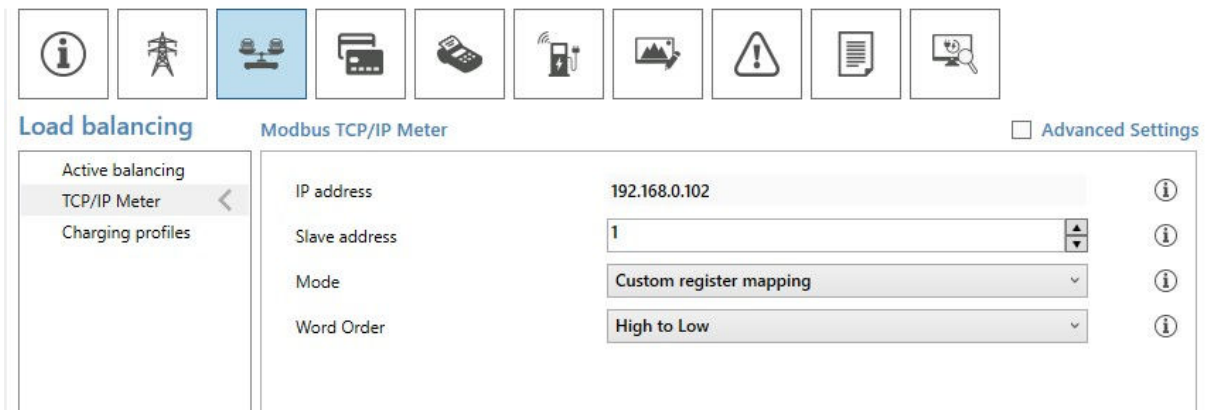 Load balancing
Modbus TCP/IP Meter
Advanced Settings
Active balancing
TCP/IP Meter
Charging profiles
IP address
192.168.0.102
Slave address
1
Mode
Custom register mapping
Word Order
High to Low